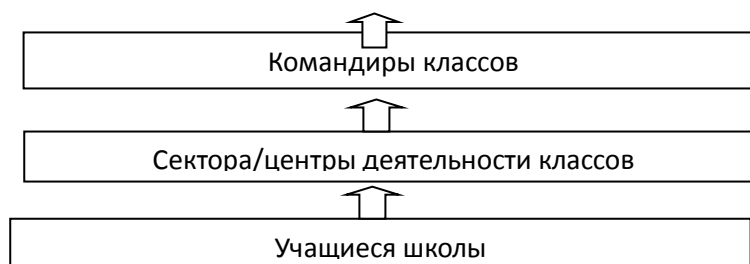 Командиры классов
Сектора/центры деятельности классов
Учащиеся школы